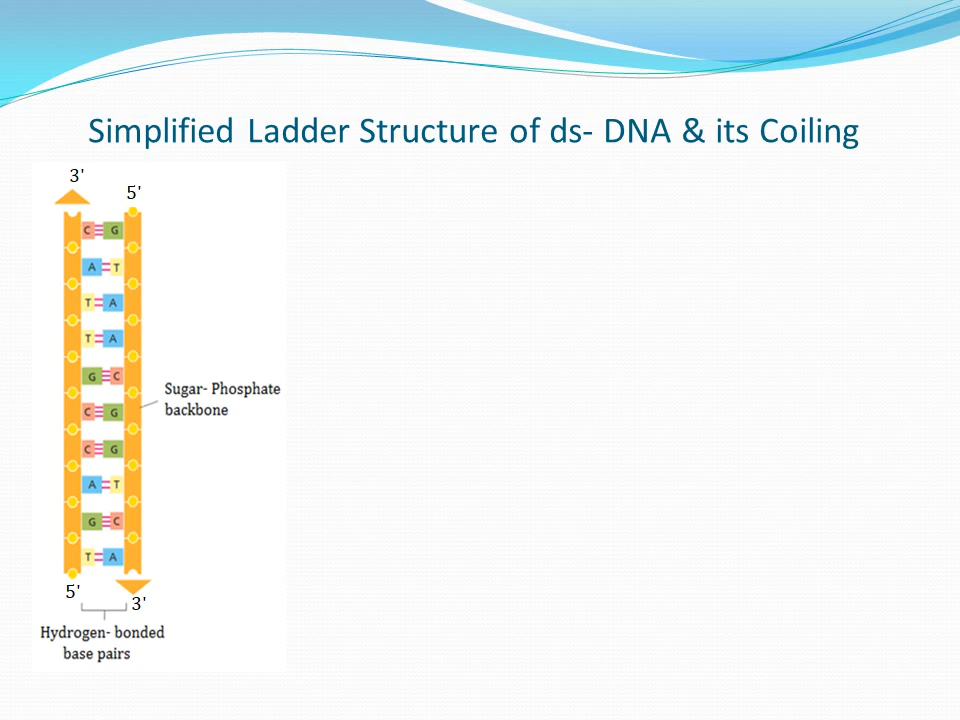 Simplified Ladder Structure of ds- DNA & its Coiling
3'
5'
C G
A T
T A
T A
G C
C G
C G
A T
G C
T A
Sugar- Phosphate
backbone
5'
3'
Hydrogen- bonded
base pairs